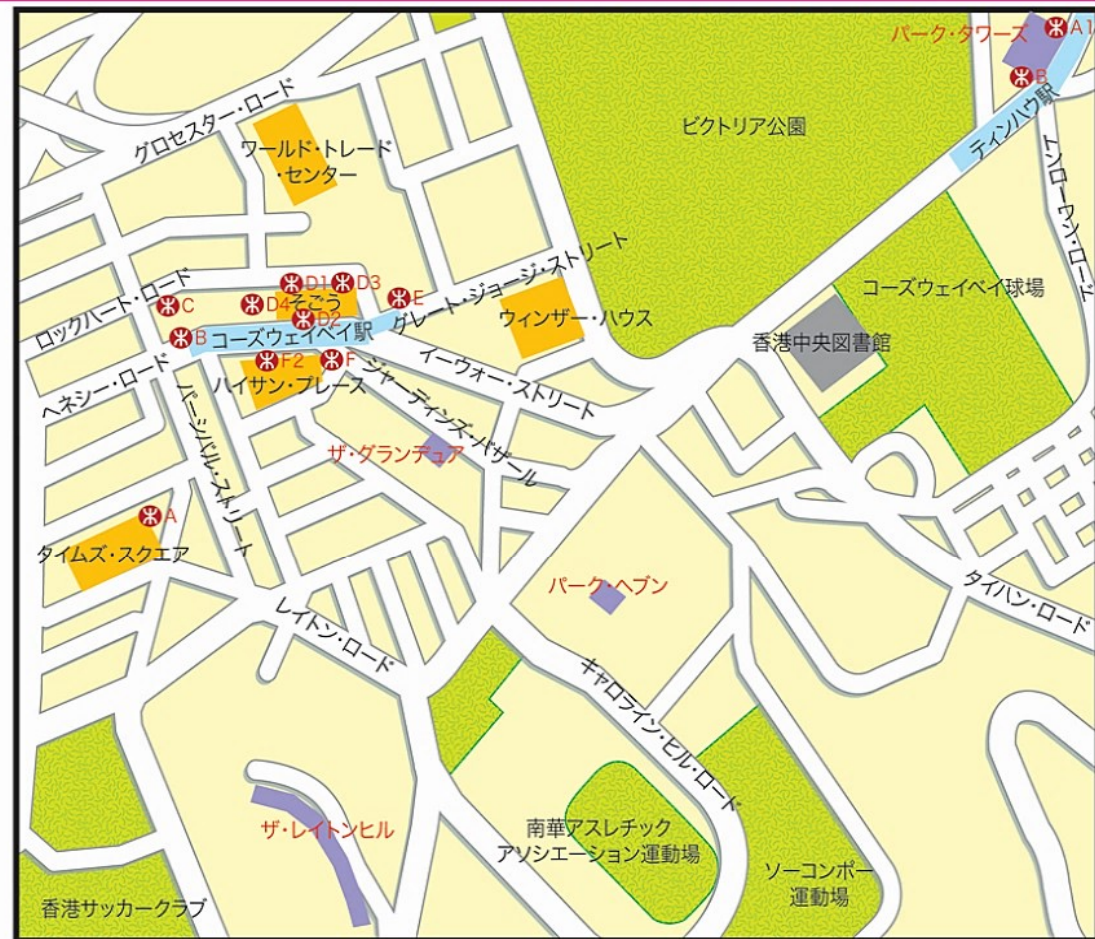 パーク・タワーズ
A1
B
ティンハウ駅
グロセスター・ロード
ワールド・トレード
・センター
ビクトリア公園
ロックハート・ロード
C
D1
D3
D4
そごう
D2
E
グレート・ジョージ・ストリート
ウィンザー・ハウス
コーズウェイベイ球場
香港中央図書館
B
コーズウェイベイ駅
ヘネシー・ロード
F2
F
ハイサン・プレース
イーウォー・ストリート
ジャーディンズ・バザール
パーシバル・ストリート
ザ・グランデュア
A
タイムズ・スクエア
パーク・ヘブン
レイトン・ロード
タイハン・ロード
キャロライン・ヒル・ロード
ザ・レイトンヒル
南華アスレチック
アソシエーション運動場
ソーコンポー
運動場
香港サッカークラブ